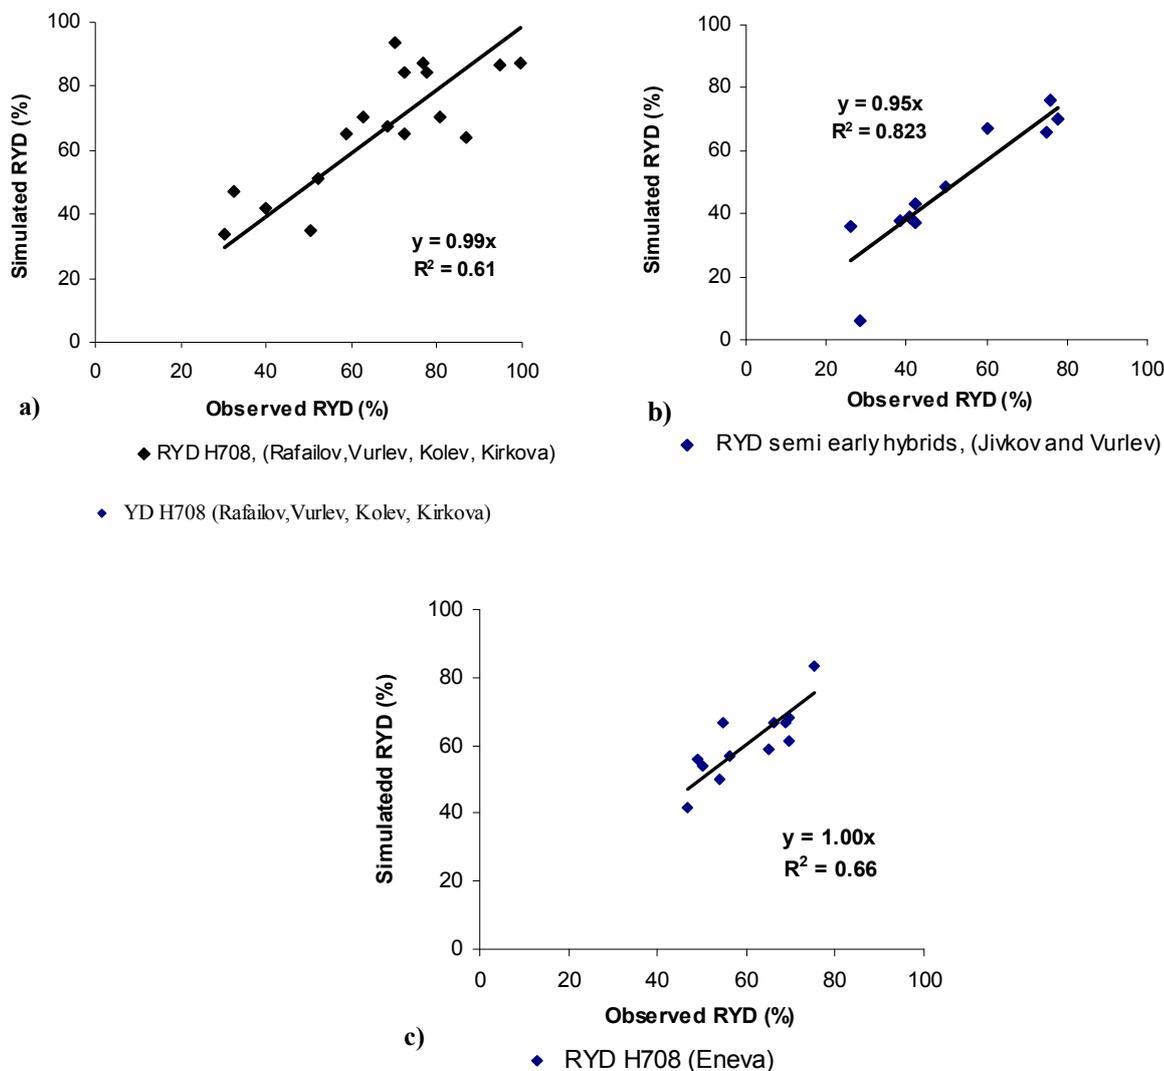 100
80
60
40
20
0
Simulated RYD (%)
y = 0.99x
R² = 0.61
0 20 40 60 80 100
Observed RYD (%)
a)
◆ RYD H708, (Rafailov,Vurlev, Kolev, Kirkova)
◆ YD H708 (Rafailov,Vurlev, Kolev, Kirkova)
100
80
60
40
20
0
Simulated RYD (%)
y = 0.95x
R² = 0.823
0 20 40 60 80 100
Observed RYD (%)
b)
◆ RYD semi early hybrids, (Jivkov and Vurlev)
100
80
60
40
20
0
Simulatedd RYD (%)
y = 1.00x
R² = 0.66
0 20 40 60 80 100
Observed RYD (%)
c)
◆ RYD H708 (Eneva)